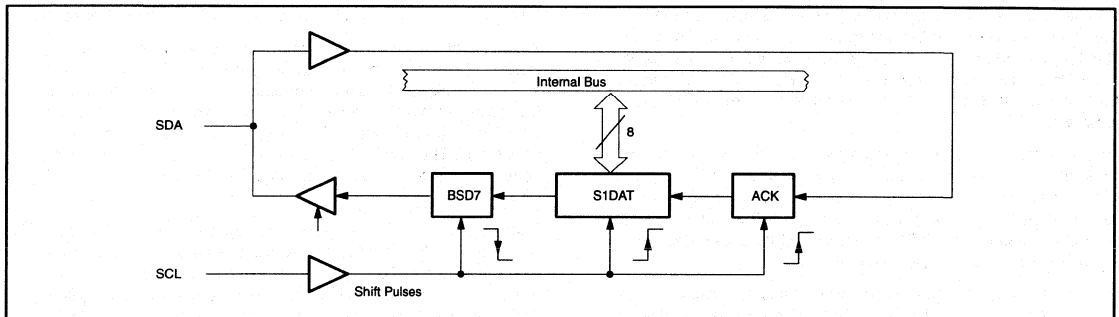 Internal Bus
SDA
8
BSD7
S1DAT
ACK
SCL
Shift Pulses